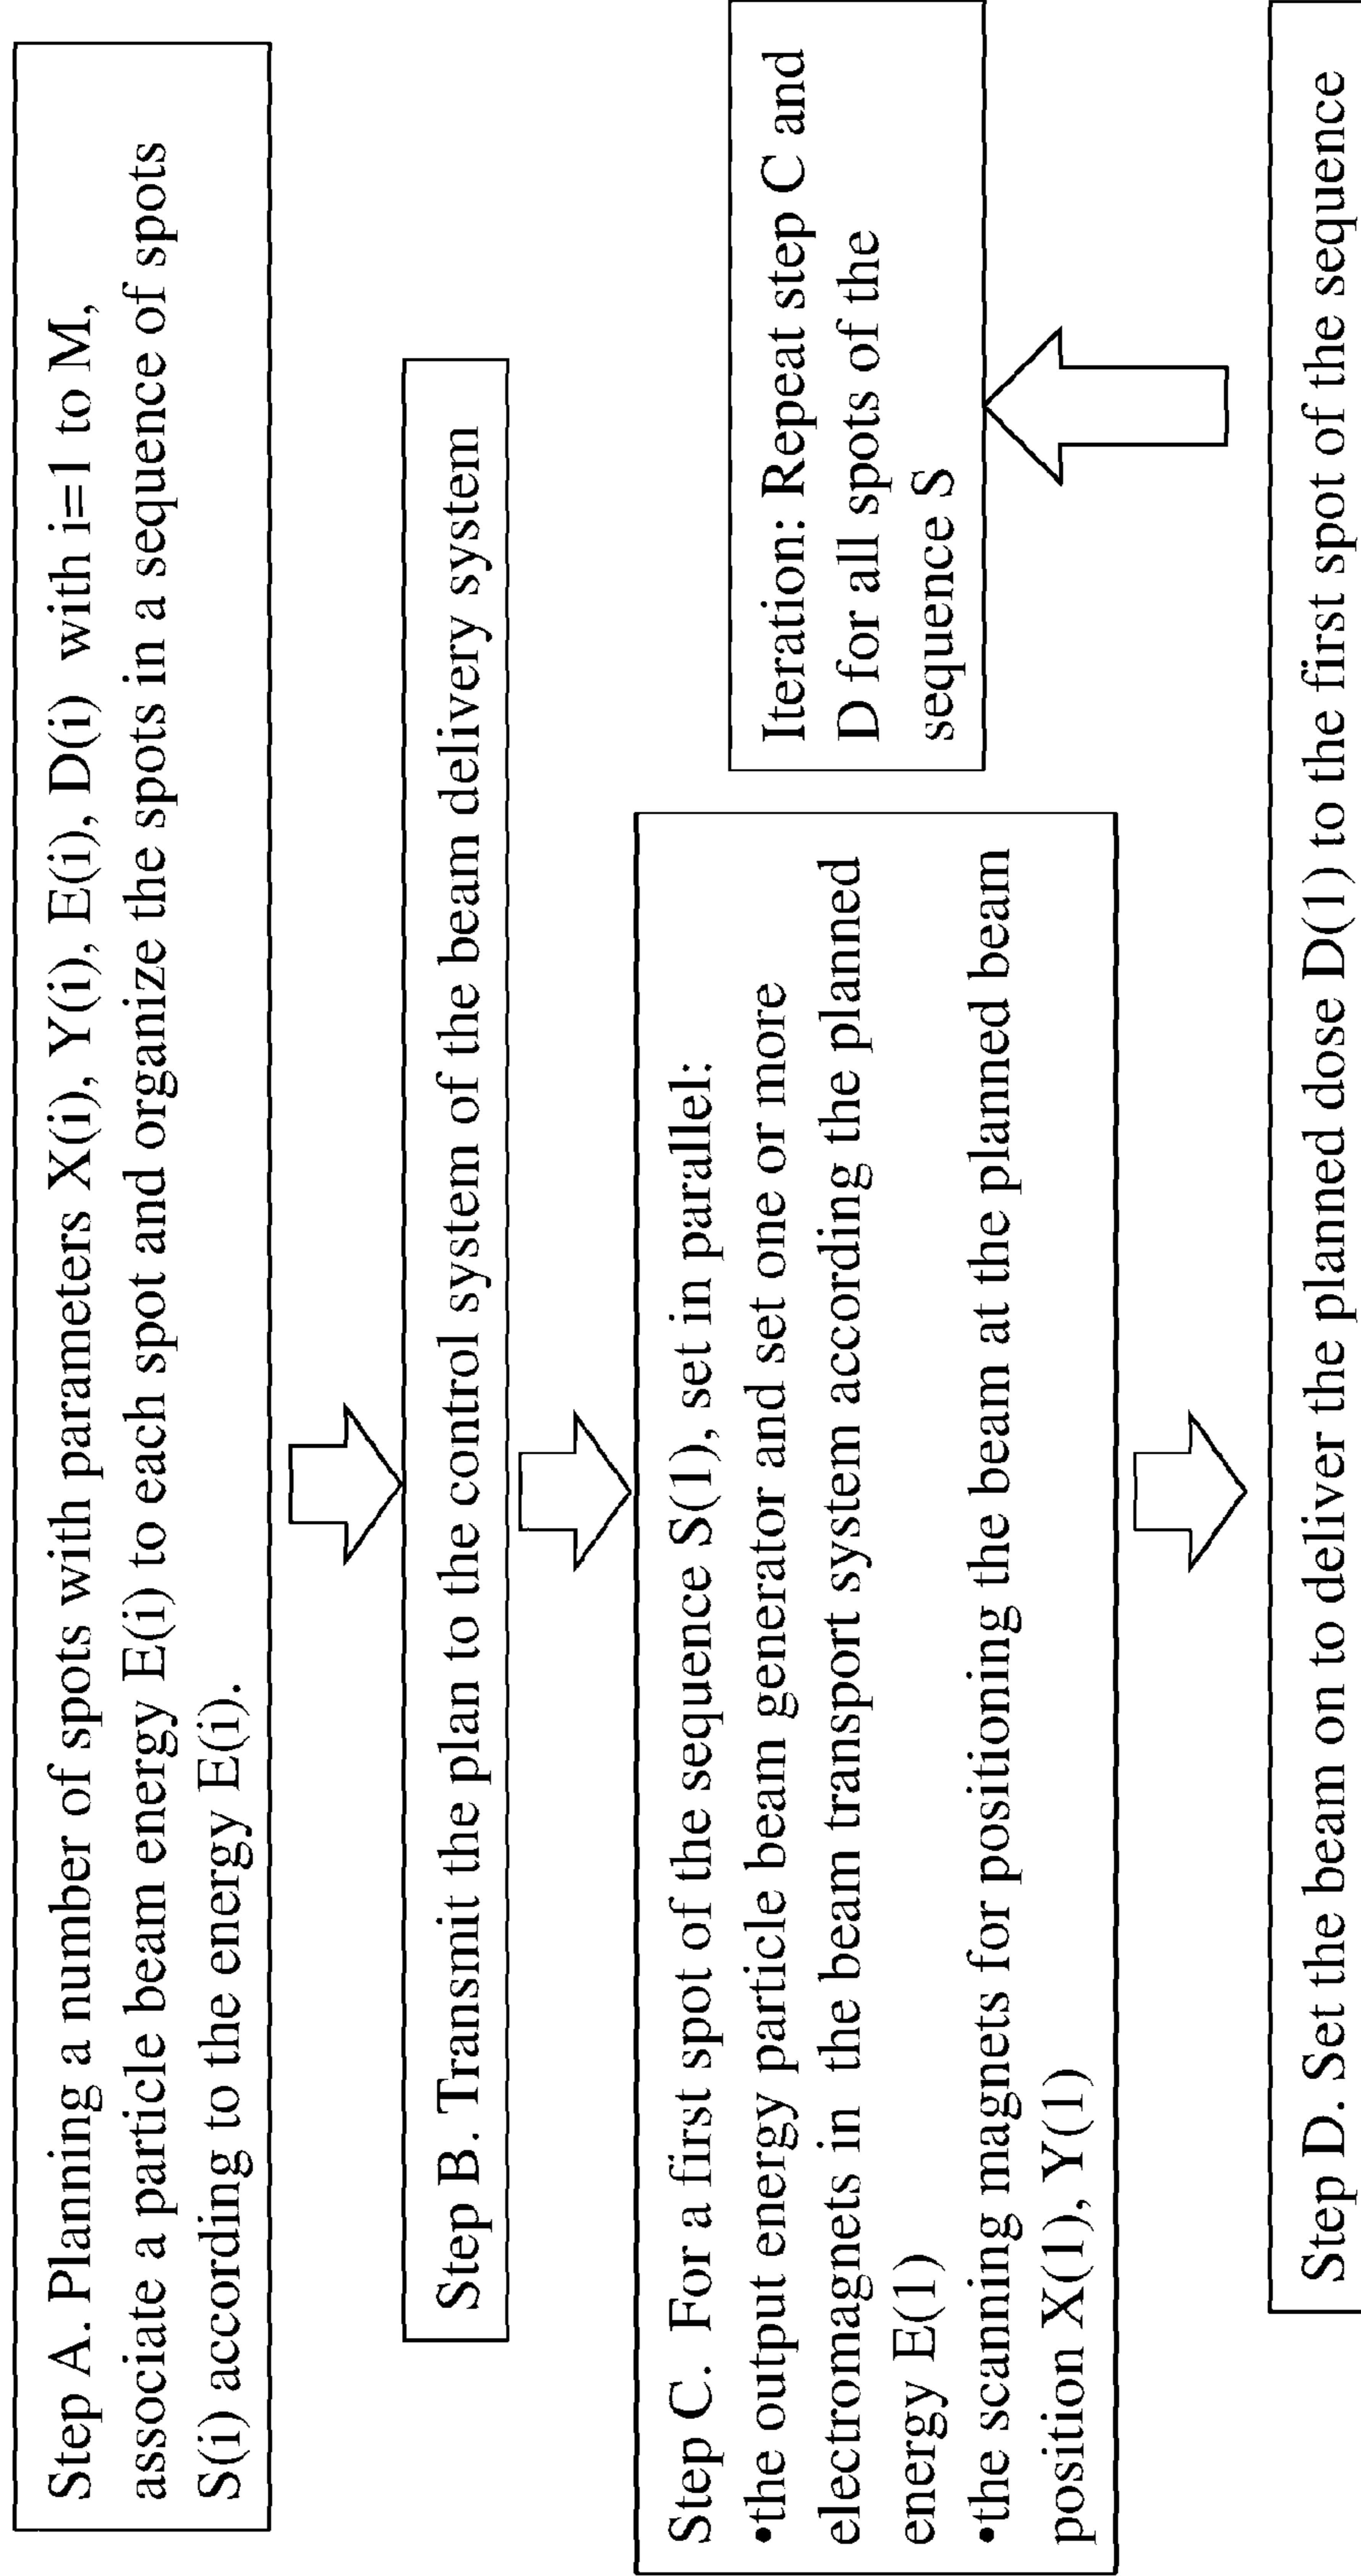 Step A. Planning a number of spots with parameters X(i), Y(i), E(i), D(i) with i=1 to M,
associate a particle beam energy E(i) to each spot and organize the spots in a sequence of spots
S(i) according to the energy E(i).
Step B. Transmit the plan to the control system of the beam delivery system
Step C. For a first spot of the sequence S(1), set in parallel:
•the output energy particle beam generator and set one or more
electromagnets in the beam transport system according the planned
energy E(1)
•the scanning magnets for positioning the beam at the planned beam
position X(1), Y(1)
Iteration: Repeat step C and
D for all spots of the
sequence S
Step D. Set the beam on to deliver the planned dose D(1) to the first spot of the sequence